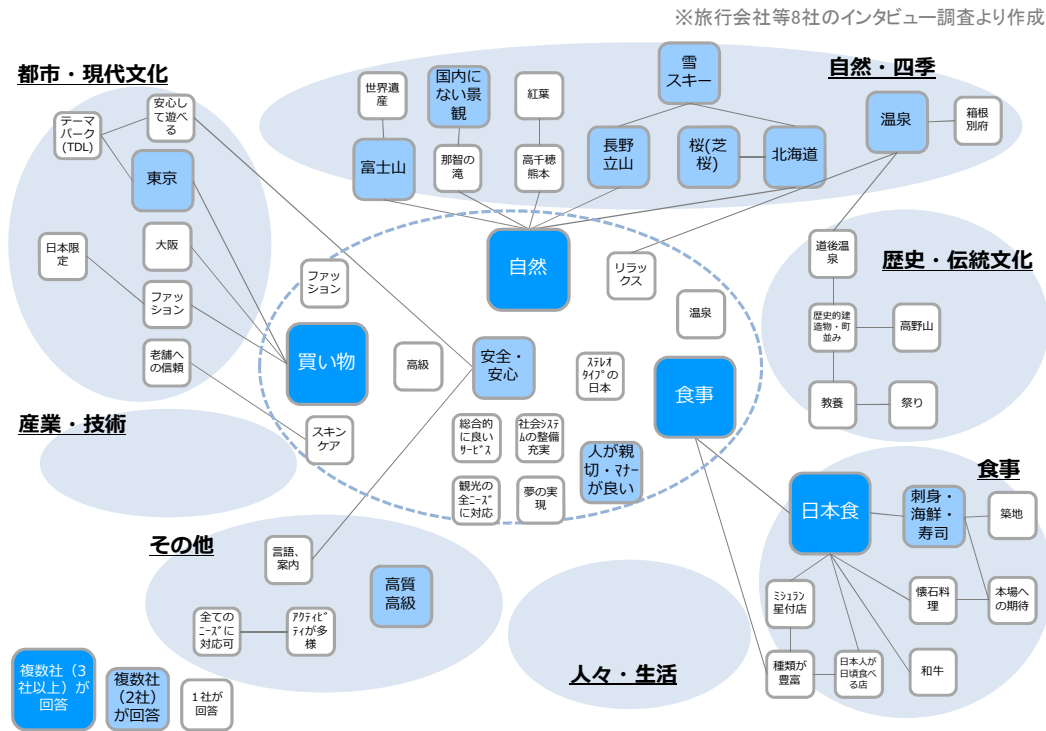 ※旅行会社等8社のインタビュー調査より作成
都市・現代文化
テーマ
パーク
(TDL)
安心し
て遊べ
る
東京
日本限
定
大阪
ファッ
ション
老舗へ
の信頼
自然・四季
世界遺
産
国内に
ない景
観
紅葉
雪
スキー
温泉
箱根
別府
富士山
那智の
滝
高千穂
熊本
長野
立山
桜(芝
桜)
北海道
歴史・伝統文化
道後温
泉
歴史的建
造物・町
並み
高野山
教養
祭り
自然
ファッ
ション
リラッ
クス
温泉
買い物
高級
安全・
安心
ステレオ
タイプの
日本
食事
スキン
ケア
総合的
に良い
サービス
社会システ
ムの整備
充実
人が親
切・マナー
が良い
観光の
全ニーズ
に対応
夢の実
現
産業・技術
その他
言語、
案内
高質
高級
全ての
ニーズに
対応可
アクティビ
ティが多
様
人々・生活
食事
日本食
刺身・
海鮮・
寿司
築地
ミシュラン
星付店
懐石料
理
本場へ
の期待
種類が
豊富
日本人が
日頃食べ
る店
和牛
複数社（3
社以上）が
回答
複数社
（2社）
が回答
１社が
回答